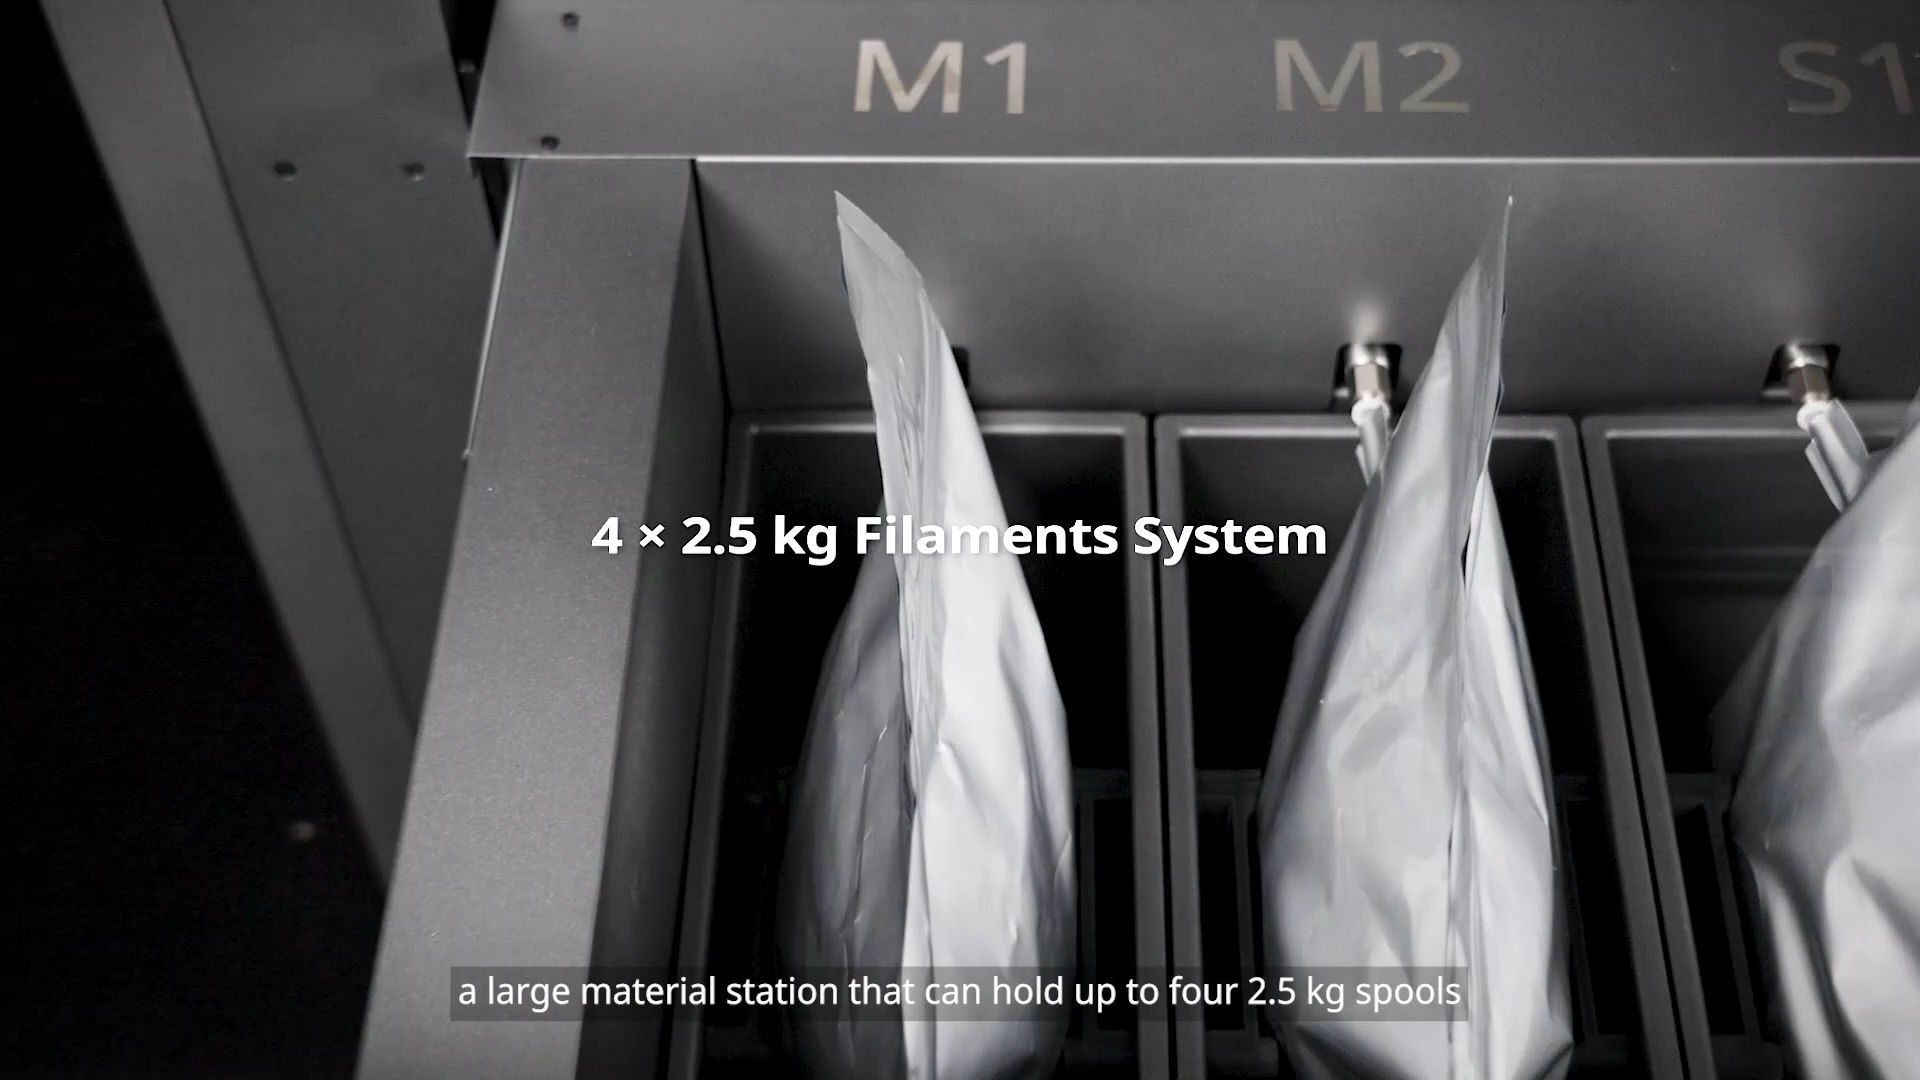 M1 M2 S1
4 × 2.5 kg Filaments System
a large material station that can hold up to four 2.5 kg spools